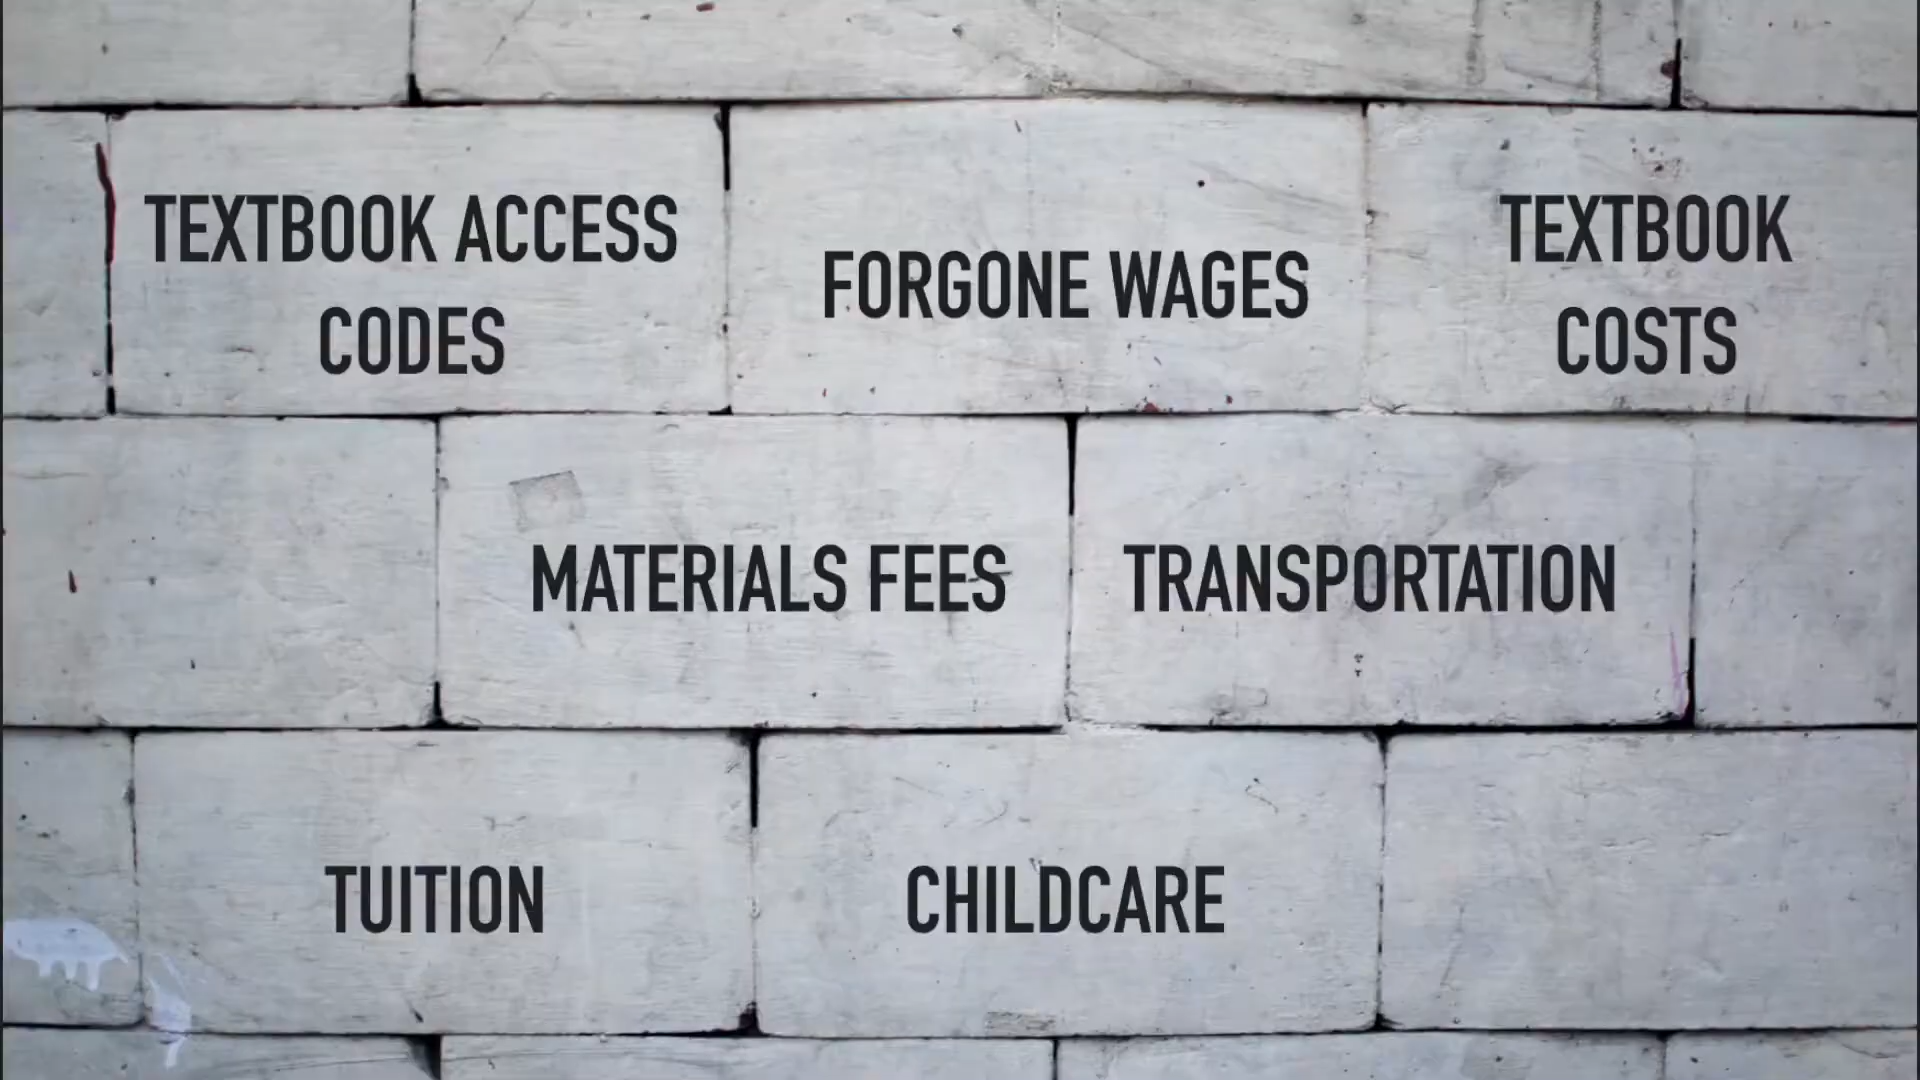 TEXTBOOK ACCESS
CODES
FORGONE WAGES
TEXTBOOK
COSTS
MATERIALS FEES
TRANSPORTATION
TUITION
CHILDCARE